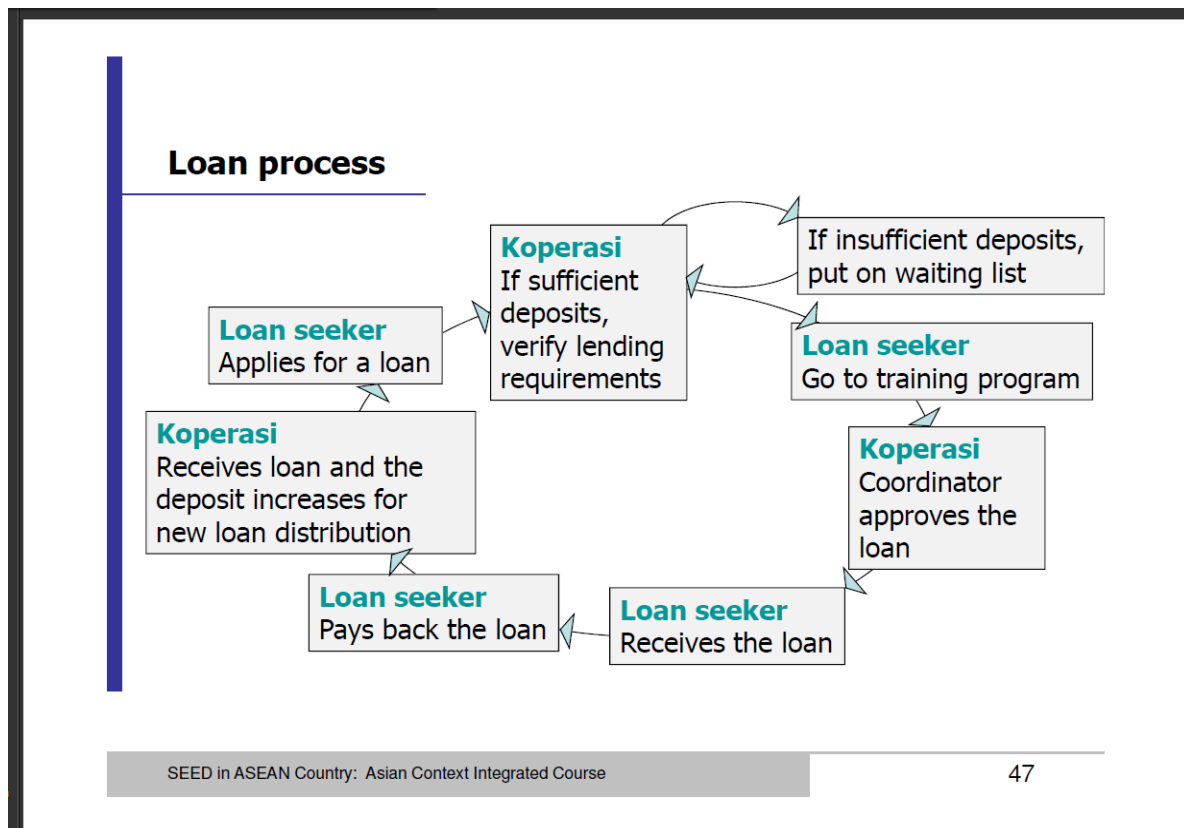 Loan process
Koperasi
If sufficient
deposits,
verify lending
requirements
If insufficient deposits,
put on waiting list
Loan seeker
Go to training program
Koperasi
Coordinator
approves the
loan
Loan seeker
Receives the loan
Loan seeker
Pays back the loan
Koperasi
Receives loan and the
deposit increases for
new loan distribution
Loan seeker
Applies for a loan
SEED in ASEAN Country: Asian Context Integrated Course
47